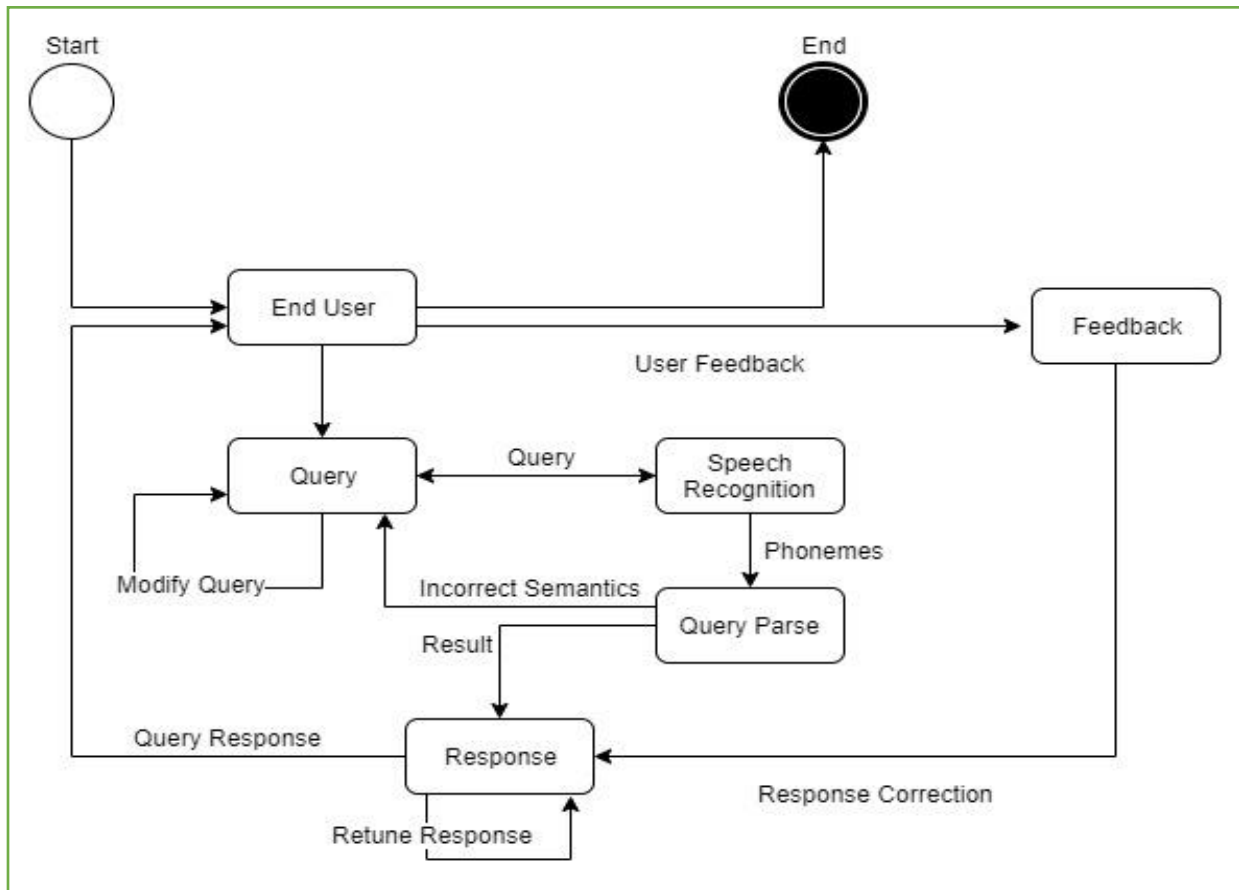 Start
End
End User
Feedback
User Feedback
Query
Query
Speech
Recognition
Phonemes
Modify Query
Incorrect Semantics
Query Parse
Result
Query Response
Response
Response Correction
Retune Response